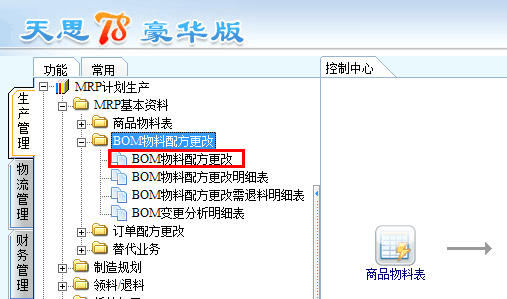 天思T8豪华版
功能 常用
控制中心
生产管理
物流管理
财务管理
MRP计划生产
MRP基本资料
商品物料表
BOM物料配方更改
BOM物料配方更改
BOM物料配方更改明细表
BOM物料配方更改需退料明细表
BOM变更分析明细表
订单配方更改
替代业务
制造规划
领料/退料
商品物料表